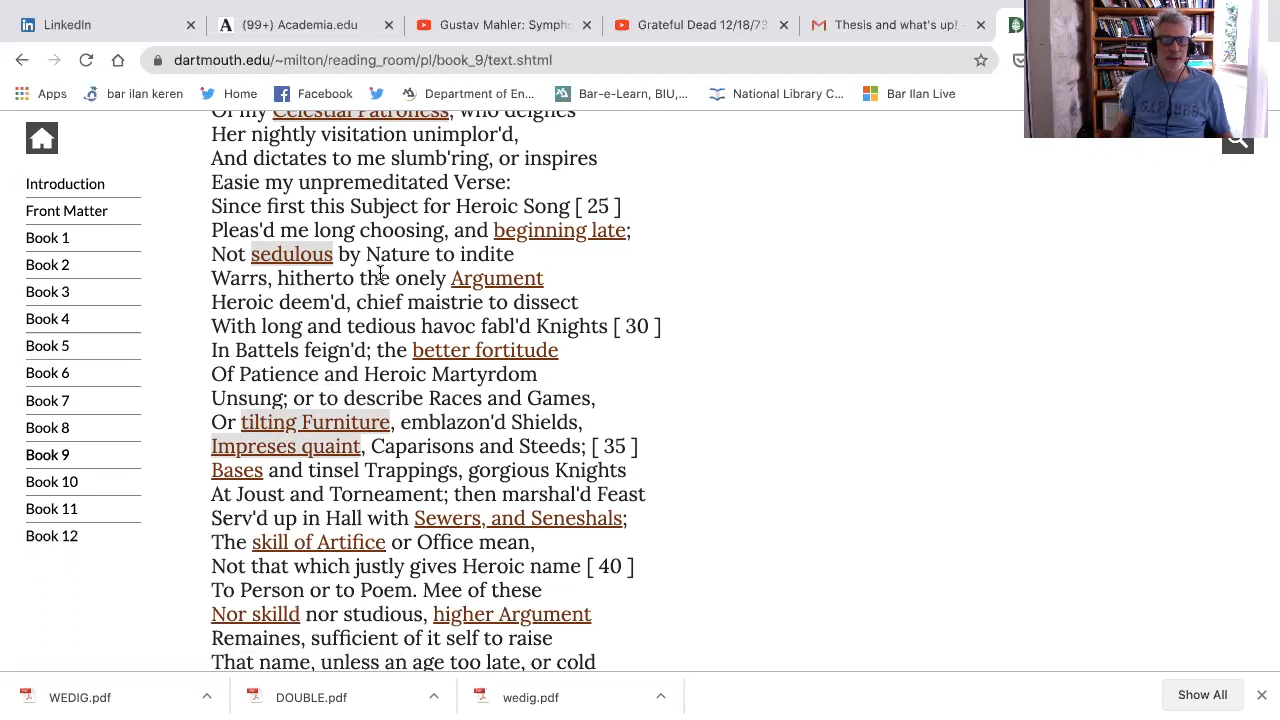 LinkedIn
(99+) Academia.edu
Gustav Mahler: Sympho
Grateful Dead 12/18/73
Thesis and what's up! -
dartmouth.edu/~milton/reading_room/pl/book_9/text.shtml
Apps
bar ilan keren
Home
Facebook
Department of En...
Bar-e-Learn, BIU,...
National Library C...
Bar Ilan Live
Introduction
Front Matter
Book 1
Book 2
Book 3
Book 4
Book 5
Book 6
Book 7
Book 8
Book 9
Book 10
Book 11
Book 12
Of my Celestial Patroness, who deignes
Her nightly visitation unimplor'd,
And dictates to me slumb'ring, or inspires
Easie my unpremeditated Verse:
Since first this Subject for Heroic Song [ 25 ]
Pleas'd me long choosing, and beginning late;
Not sedulous by Nature to indite
Warrs, hitherto the onely Argument
Heroic deem'd, chief maistrie to dissect
With long and tedious havoc fabl'd Knights [ 30 ]
In Battels feign'd; the better fortitude
Of Patience and Heroic Martyrdom
Unsung; or to describe Races and Games,
Or tilting Furniture, emblazon'd Shields,
Impreses quaint, Caparisons and Steeds; [ 35 ]
Bases and tinsel Trappings, gorgious Knights
At Joust and Torneament; then marshal'd Feast
Serv'd up in Hall with Sewers, and Seneshals;
The skill of Artifice or Office mean,
Not that which justly gives Heroic name [ 40 ]
To Person or to Poem. Mee of these
Nor skilld nor studious, higher Argument
Remaines, sufficient of it self to raise
That name, unless an age too late, or cold
WEDIG.pdf
DOUBLE.pdf
wedig.pdf
Show All